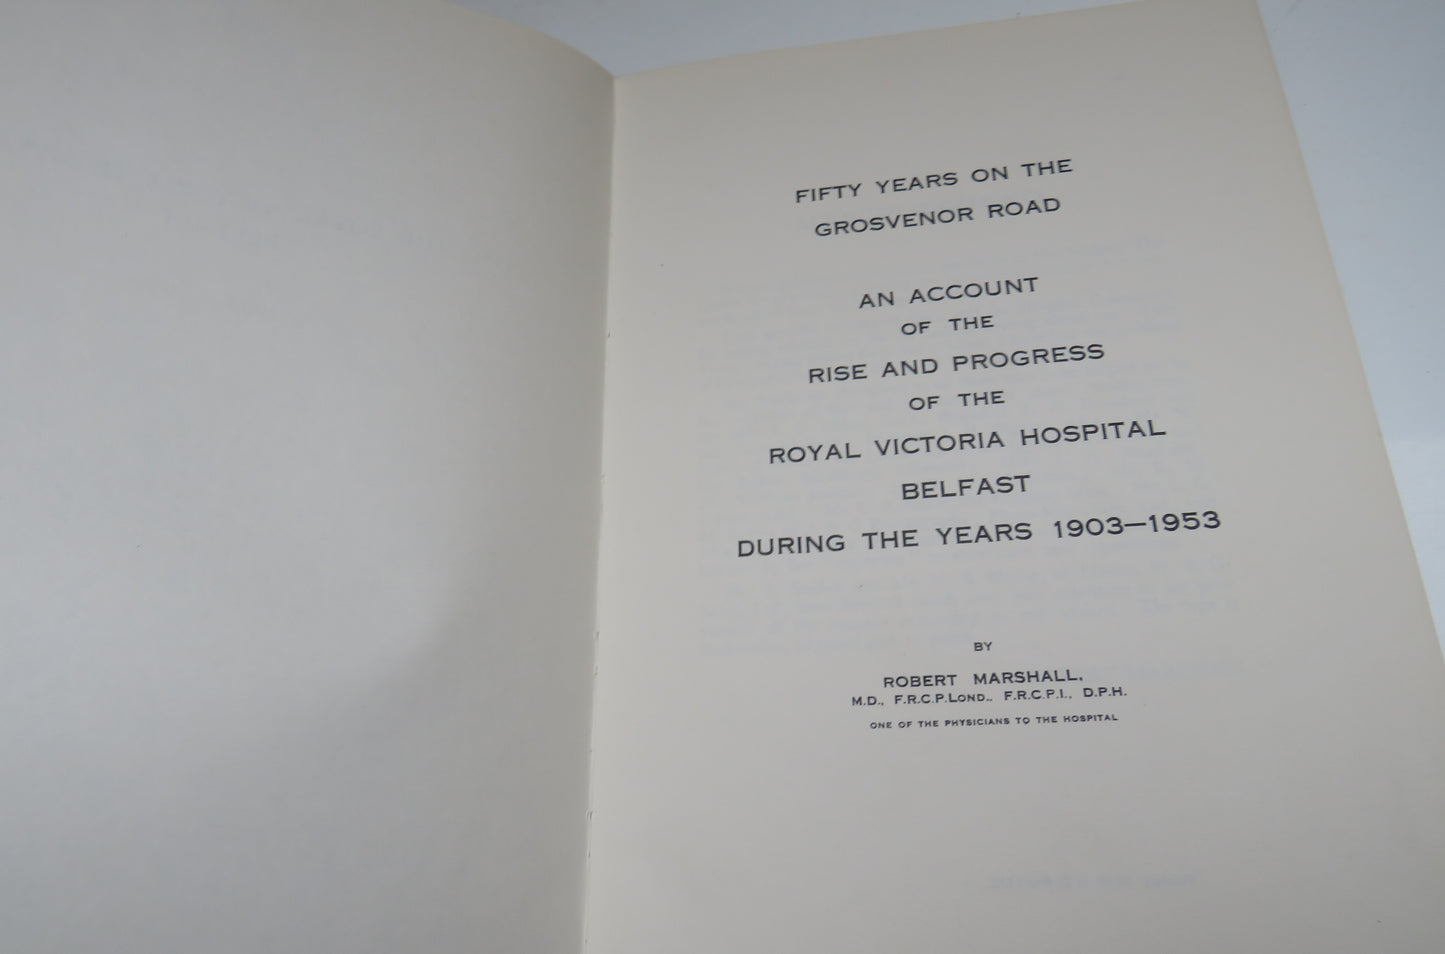 FIFTY YEARS ON THE
GROSVENOR ROAD
AN ACCOUNT
OF THE
RISE AND PROGRESS
OF THE
ROYAL VICTORIA HOSPITAL
BELFAST
DURING THE YEARS 1903—1953
BY
ROBERT MARSHALL,
M.D., F.R.C.P.LOND., F.R.C.P.I., D.P.H.
ONE OF THE PHYSICIANS TO THE HOSPITAL